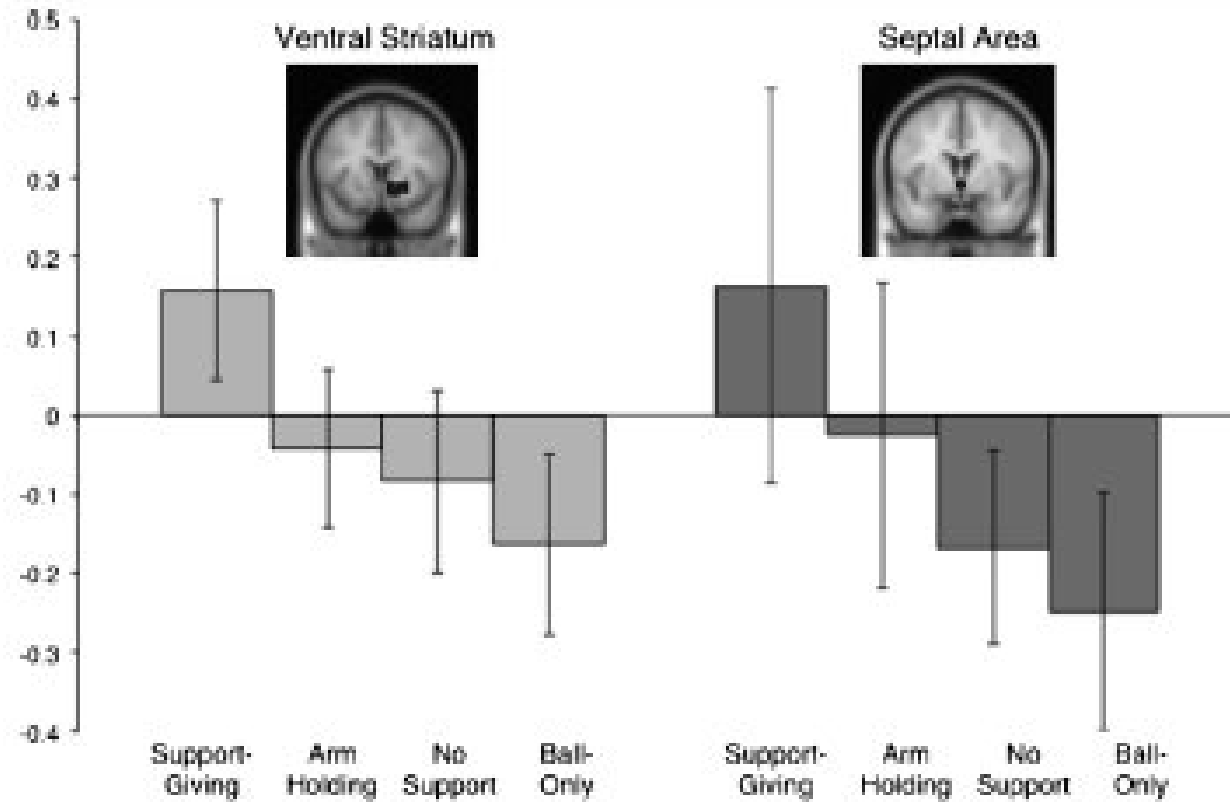 0.5
Ventral Striatum
Septal Area
0.4
0.3
0.2
0.1
0
-0.1
-0.2
-0.3
-0.4
Support-
Giving
Arm
Holding
No
Support
Ball-
Only
Support-
Giving
Arm
Holding
No
Support
Ball-
Only